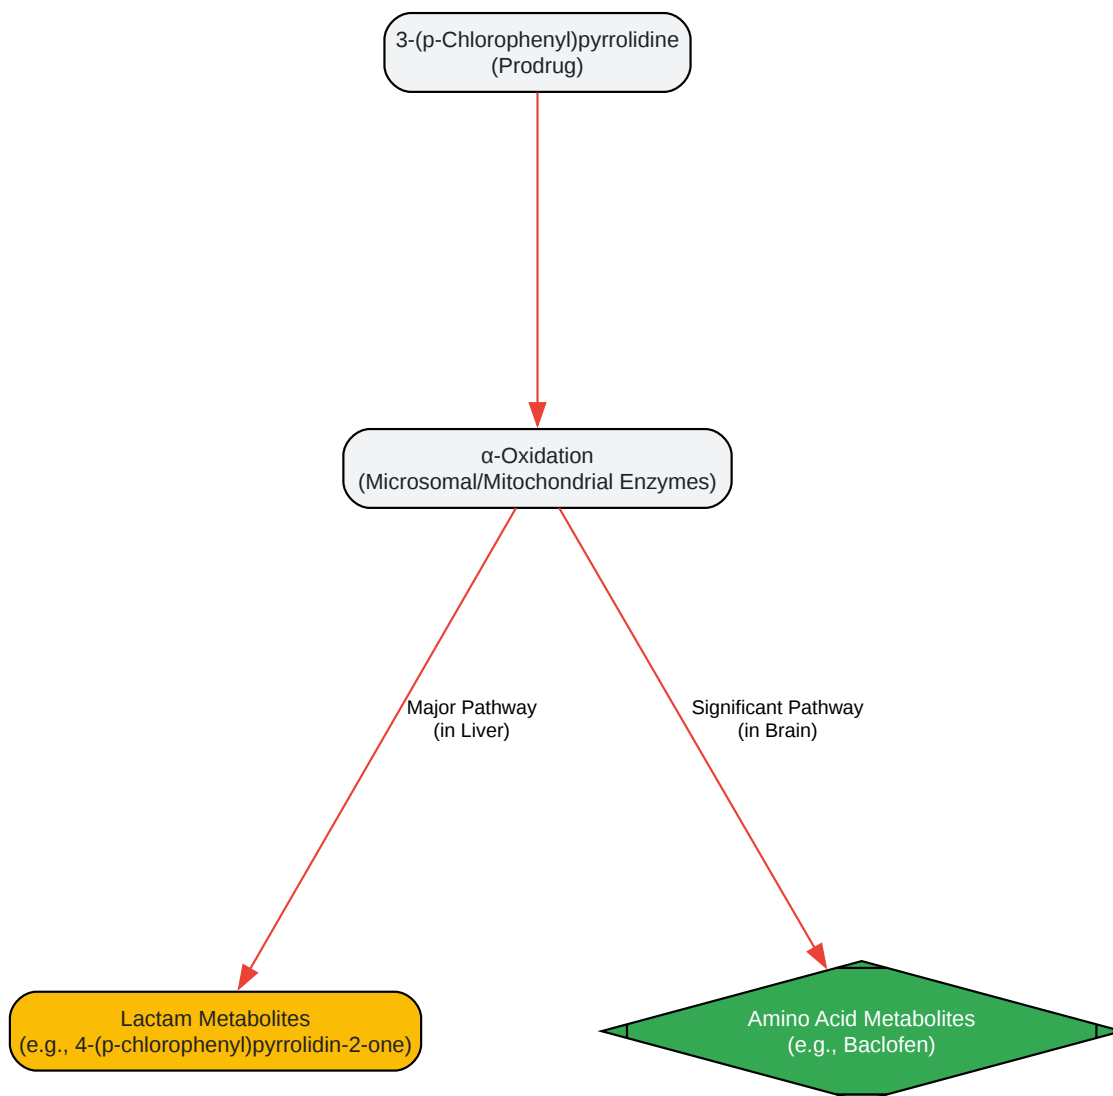 3-(p-Chlorophenyl)pyrrolidine
(Prodrug)
α-Oxidation
(Microsomal/Mitochondrial Enzymes)
Major Pathway
(in Liver)
Significant Pathway
(in Brain)
Lactam Metabolites
(e.g., 4-(p-chlorophenyl)pyrrolidin-2-one)
Amino Acid Metabolites
(e.g., Baclofen)